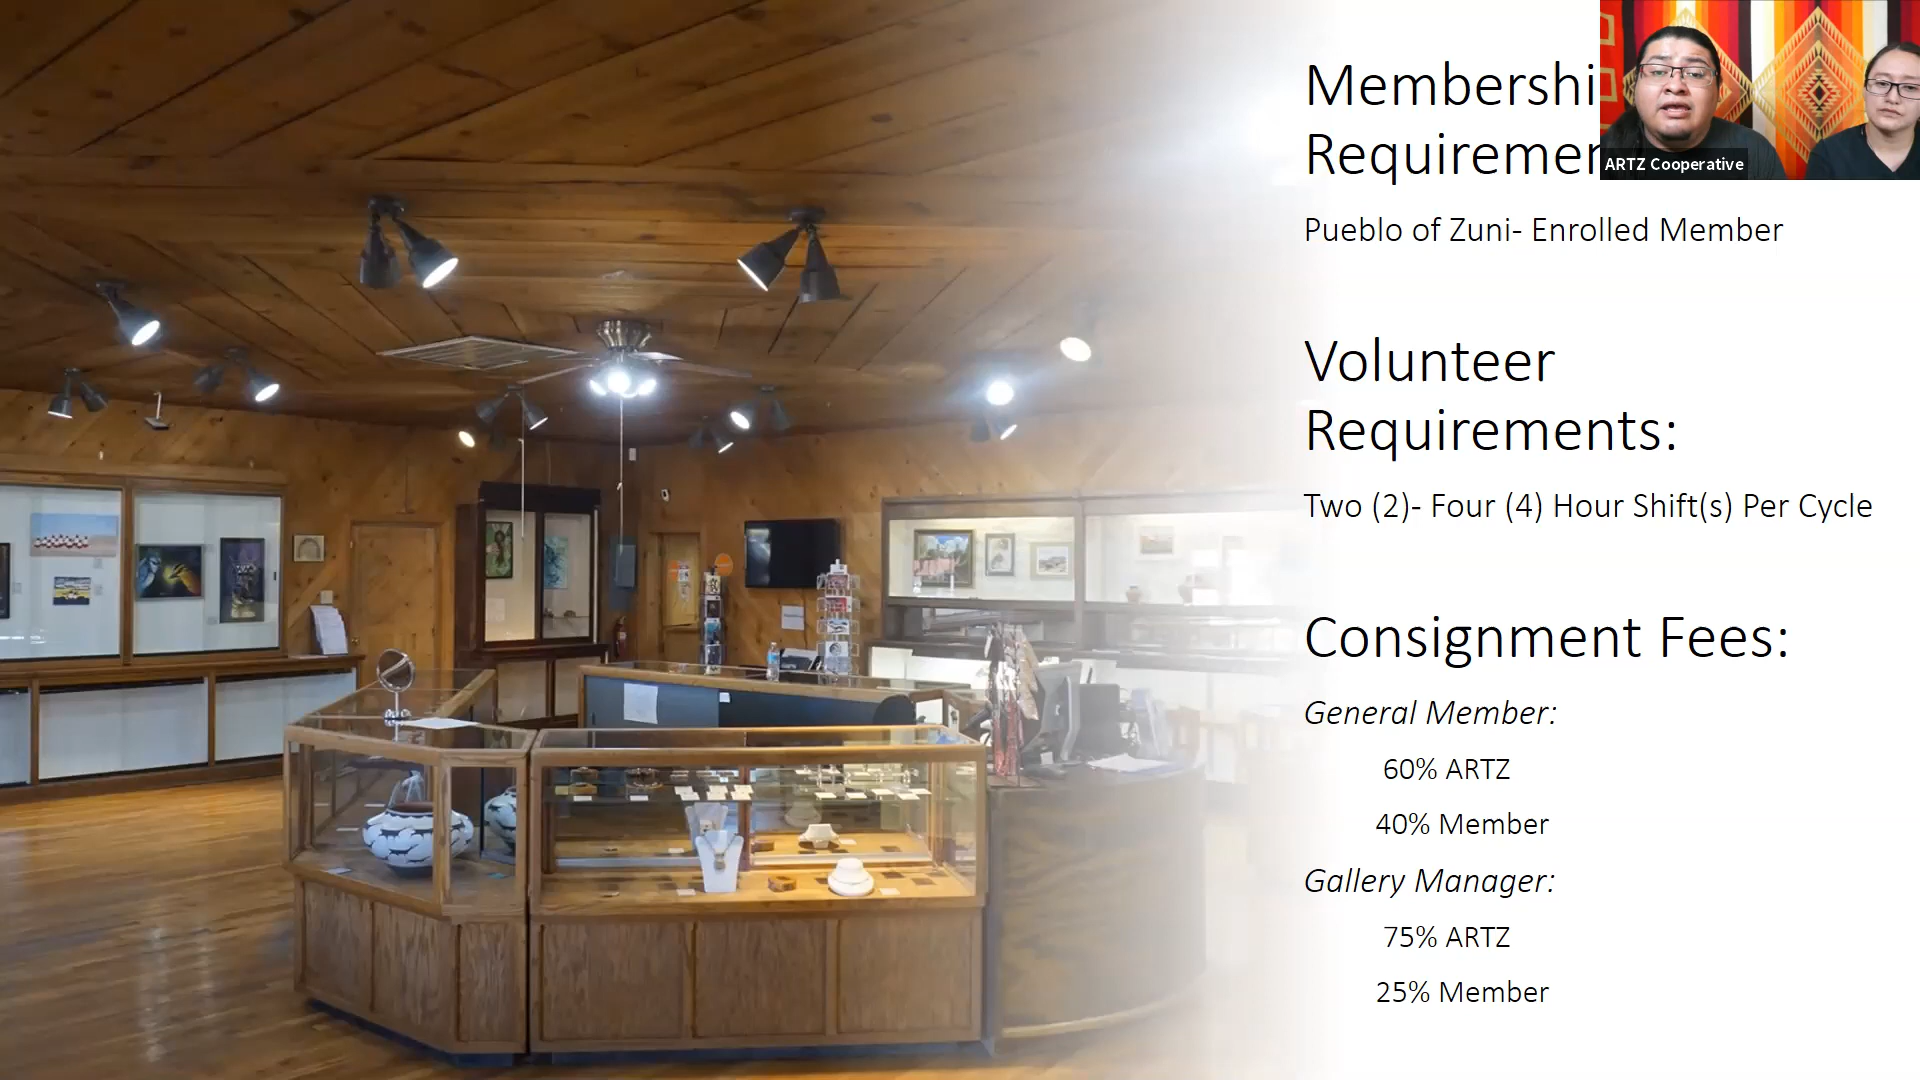 Membershi
Requiremen
ARTZ Cooperative
Pueblo of Zuni- Enrolled Member
Volunteer
Requirements:
Two (2)- Four (4) Hour Shift(s) Per Cycle
Consignment Fees:
General Member:
60% ARTZ
40% Member
Gallery Manager:
75% ARTZ
25% Member